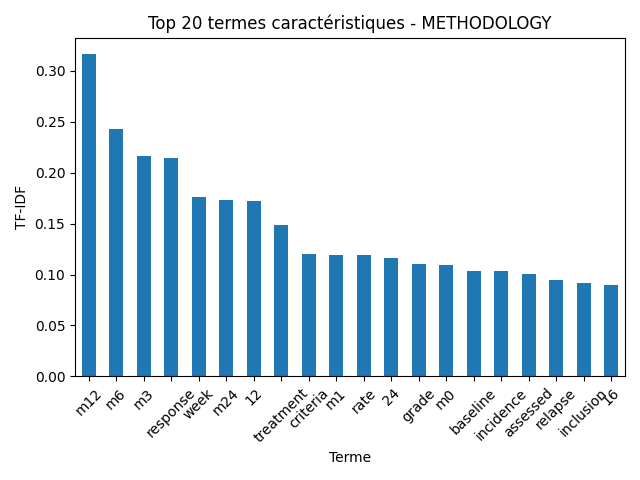 Top 20 termes caractéristiques - METHODOLOGY
0.30
0.25
0.20
0.15
0.10
0.05
0.00
TF-IDF
m12
m6
m3
response
week
m24
12
treatment
criteria
m1
rate
24
grade
m0
baseline
incidence
assessed
relapse
inclusion
16
Terme